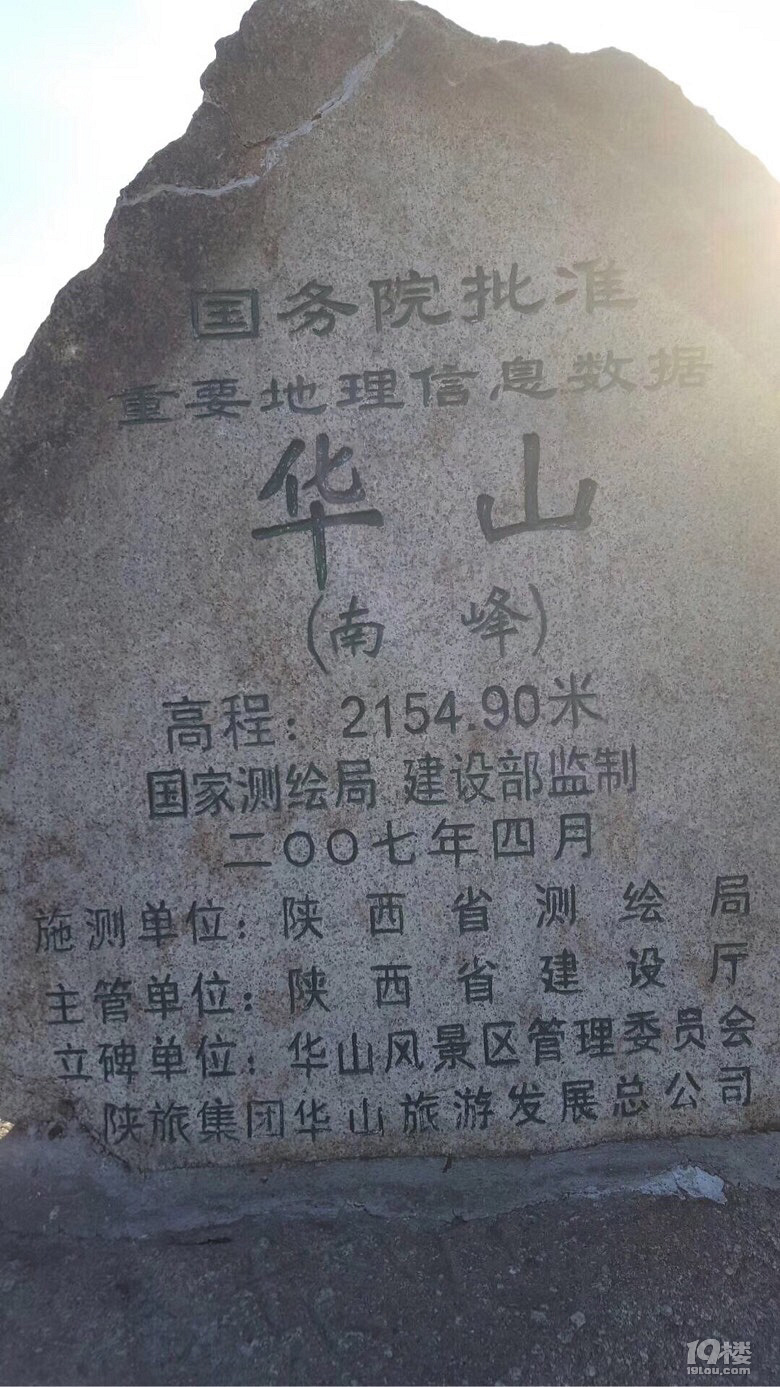 国务院批准
重要地理信息数据
华山
(南峰)
高程：2154.90米
国家测绘局 建设部监制
二〇〇七年四月
施测单位：陕西省测绘局
主管单位：陕西省建设厅
立碑单位：华山风景区管理委员会
陕旅集团华山旅游发展总公司
19楼
19lou.com